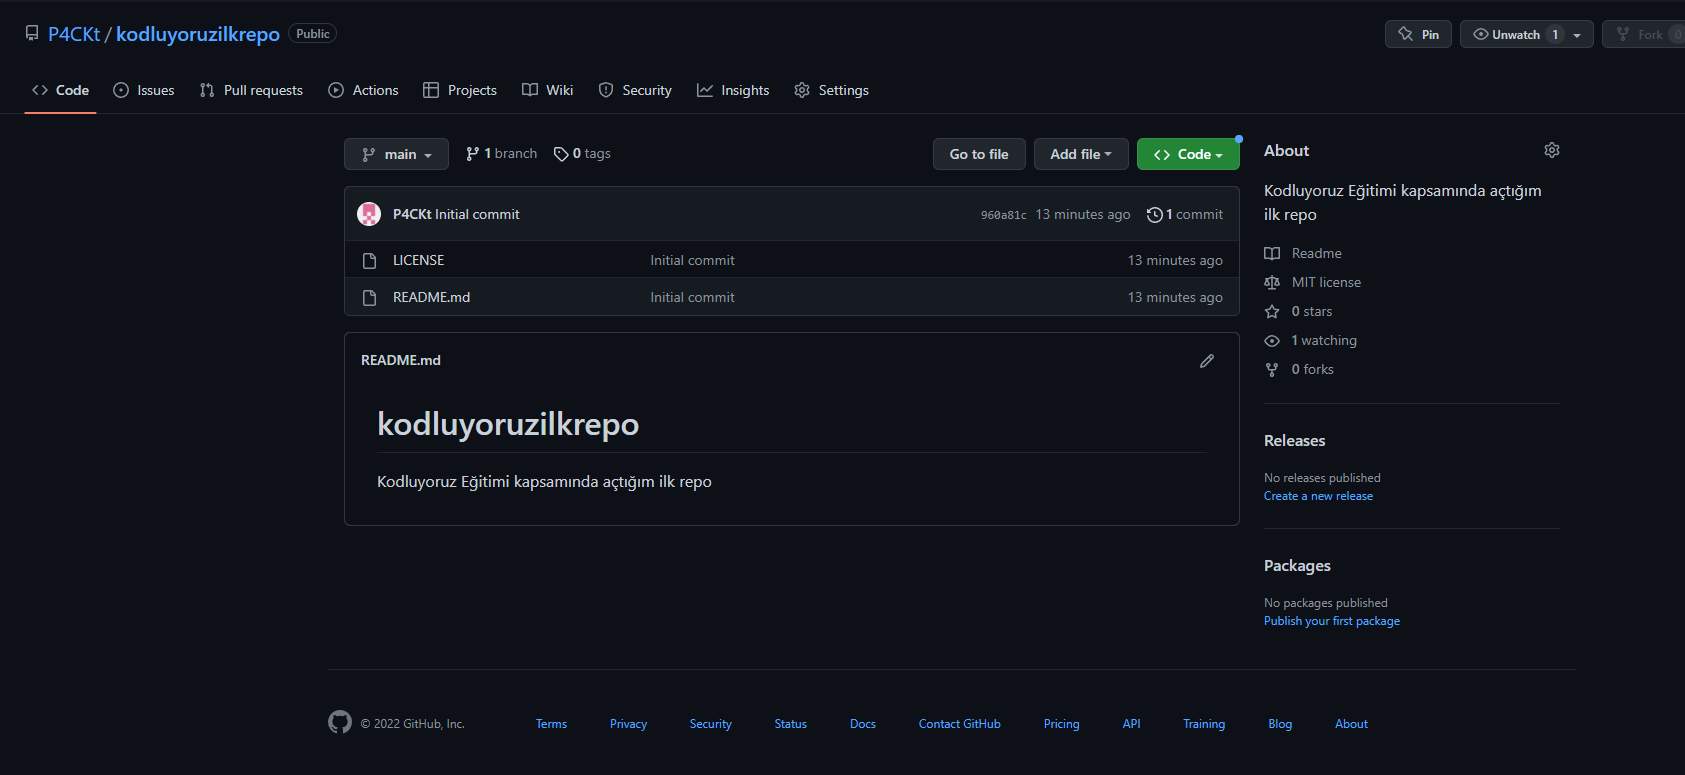 P4CKt / kodluyoruzilkrepo Public
Pin Unwatch 1 Fork 0
Code Issues Pull requests Actions Projects Wiki Security Insights Settings
main 1 branch 0 tags Go to file Add file Code
P4CKt Initial commit 960a81c 13 minutes ago 1 commit
LICENSE Initial commit 13 minutes ago
README.md Initial commit 13 minutes ago
README.md
kodluyoruzilkrepo
Kodluyoruz Eğitimi kapsamında açtığım ilk repo
About
Kodluyoruz Eğitimi kapsamında açtığım
ilk repo
Readme
MIT license
0 stars
1 watching
0 forks
Releases
No releases published
Create a new release
Packages
No packages published
Publish your first package
© 2022 GitHub, Inc. Terms Privacy Security Status Docs Contact GitHub Pricing API Training Blog About